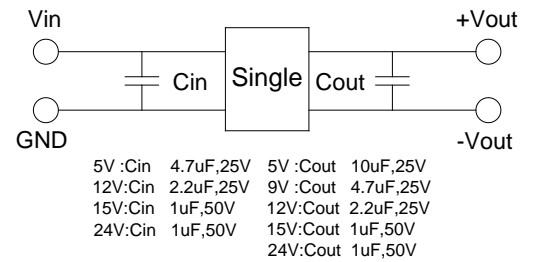 Vin +Vout
Cin Single Cout
GND -Vout
5V :Cin 4.7uF,25V 5V :Cout 10uF,25V
12V:Cin 2.2uF,25V 9V :Cout 4.7uF,25V
15V:Cin 1uF,50V 12V:Cout 2.2uF,25V
24V:Cin 1uF,50V 15V:Cout 1uF,50V
24V:Cout 1uF,50V